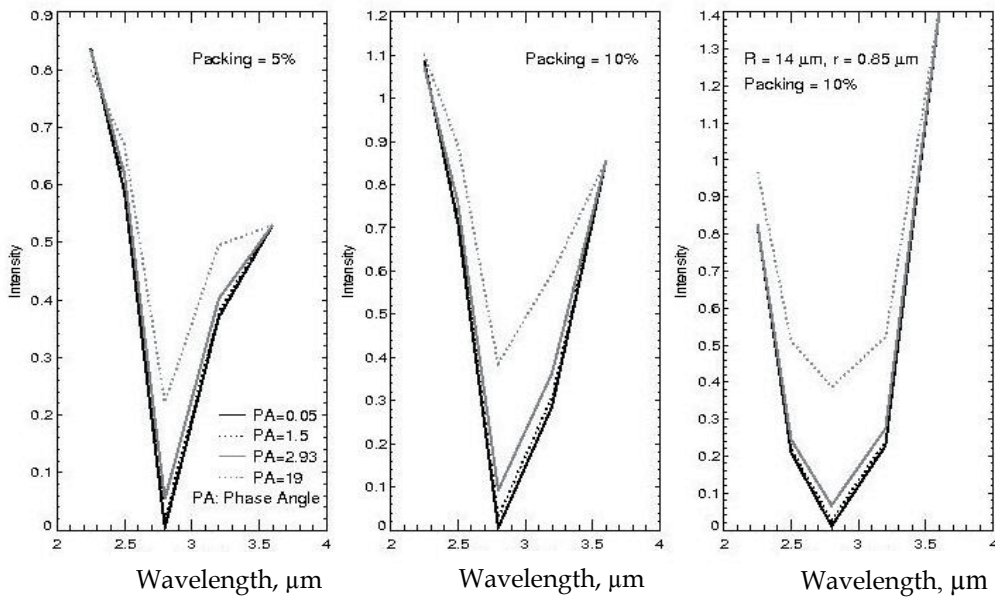 0.9
0.8
0.7
0.6
0.5
0.4
0.3
0.2
0.1
0
Intensity
Packing = 5%
PA=0.05
PA=1.5
PA=2.93
PA=19
PA: Phase Angle
2 2.5 3 3.5 4
Wavelength, µm
1.2
1.1
1
0.9
0.8
0.7
0.6
0.5
0.4
0.3
0.2
0.1
0
Intensity
Packing = 10%
2 2.5 3 3.5 4
Wavelength, µm
1.4
1.3
1.2
1.1
1
0.9
0.8
0.7
0.6
0.5
0.4
0.3
0.2
0.1
0
Intensity
R = 14 µm, r = 0.85 µm
Packing = 10%
2 2.5 3 3.5 4
Wavelength, µm